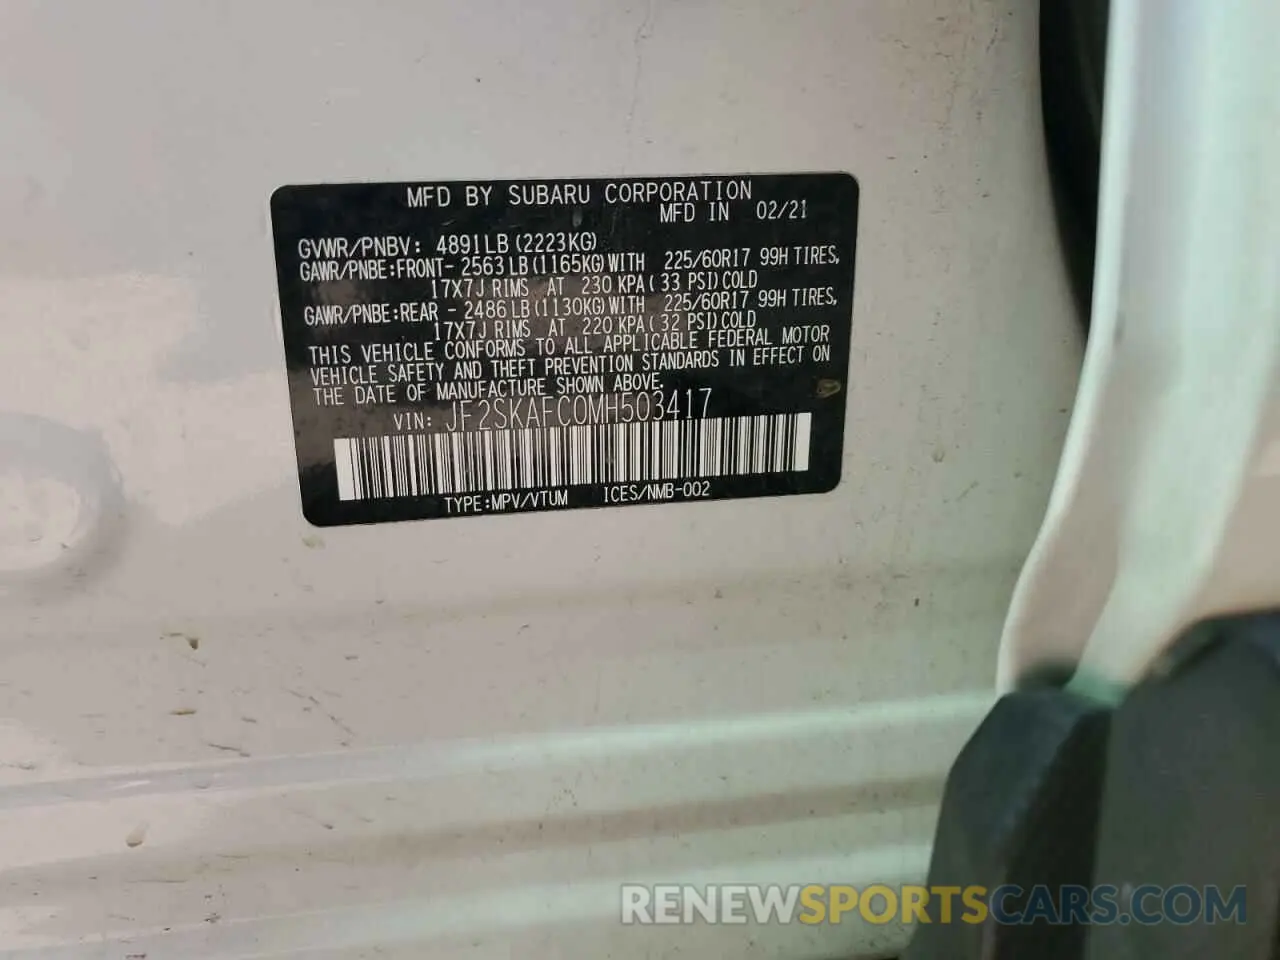 MFD BY SUBARU CORPORATION
MFD IN 02/21
GVWR/PNBV: 4891LB(2223KG)
GAWR/PNBE:FRONT- 2563LB(1165KG)WITH 225/60R17 99H TIRES,
17X7J RIMS AT 230KPA(33 PSI)COLD
GAWR/PNBE:REAR - 2486LB(1130KG)WITH 225/60R17 99H TIRES,
17X7J RIMS AT 220KPA(32 PSI)COLD
THIS VEHICLE CONFORMS TO ALL APPLICABLE FEDERAL MOTOR
VEHICLE SAFETY AND THEFT PREVENTION STANDARDS IN EFFECT ON
THE DATE OF MANUFACTURE SHOWN ABOVE.
VIN: JF2SKAFC0MH503417
TYPE:MPV/VTUM ICES/NMB-002
RENEWSPORTSCARS.COM